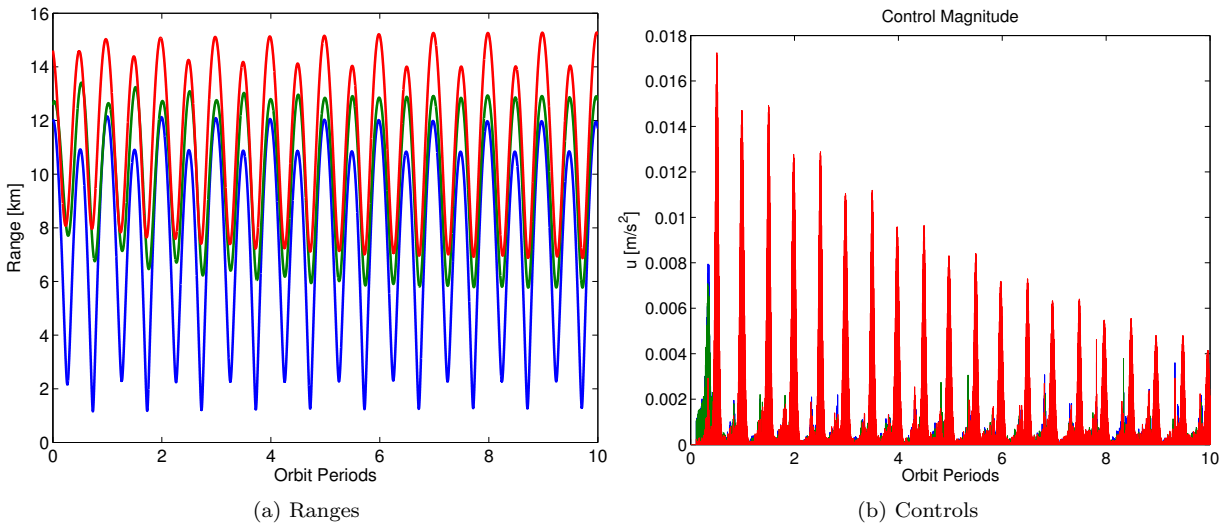 16
14
12
10
8
6
4
2
0
Range [km]
0 2 4 6 8 10
Orbit Periods
(a) Ranges
Control Magnitude
0.018
0.016
0.014
0.012
0.01
0.008
0.006
0.004
0.002
0
u [m/s²]
0 2 4 6 8 10
Orbit Periods
(b) Controls